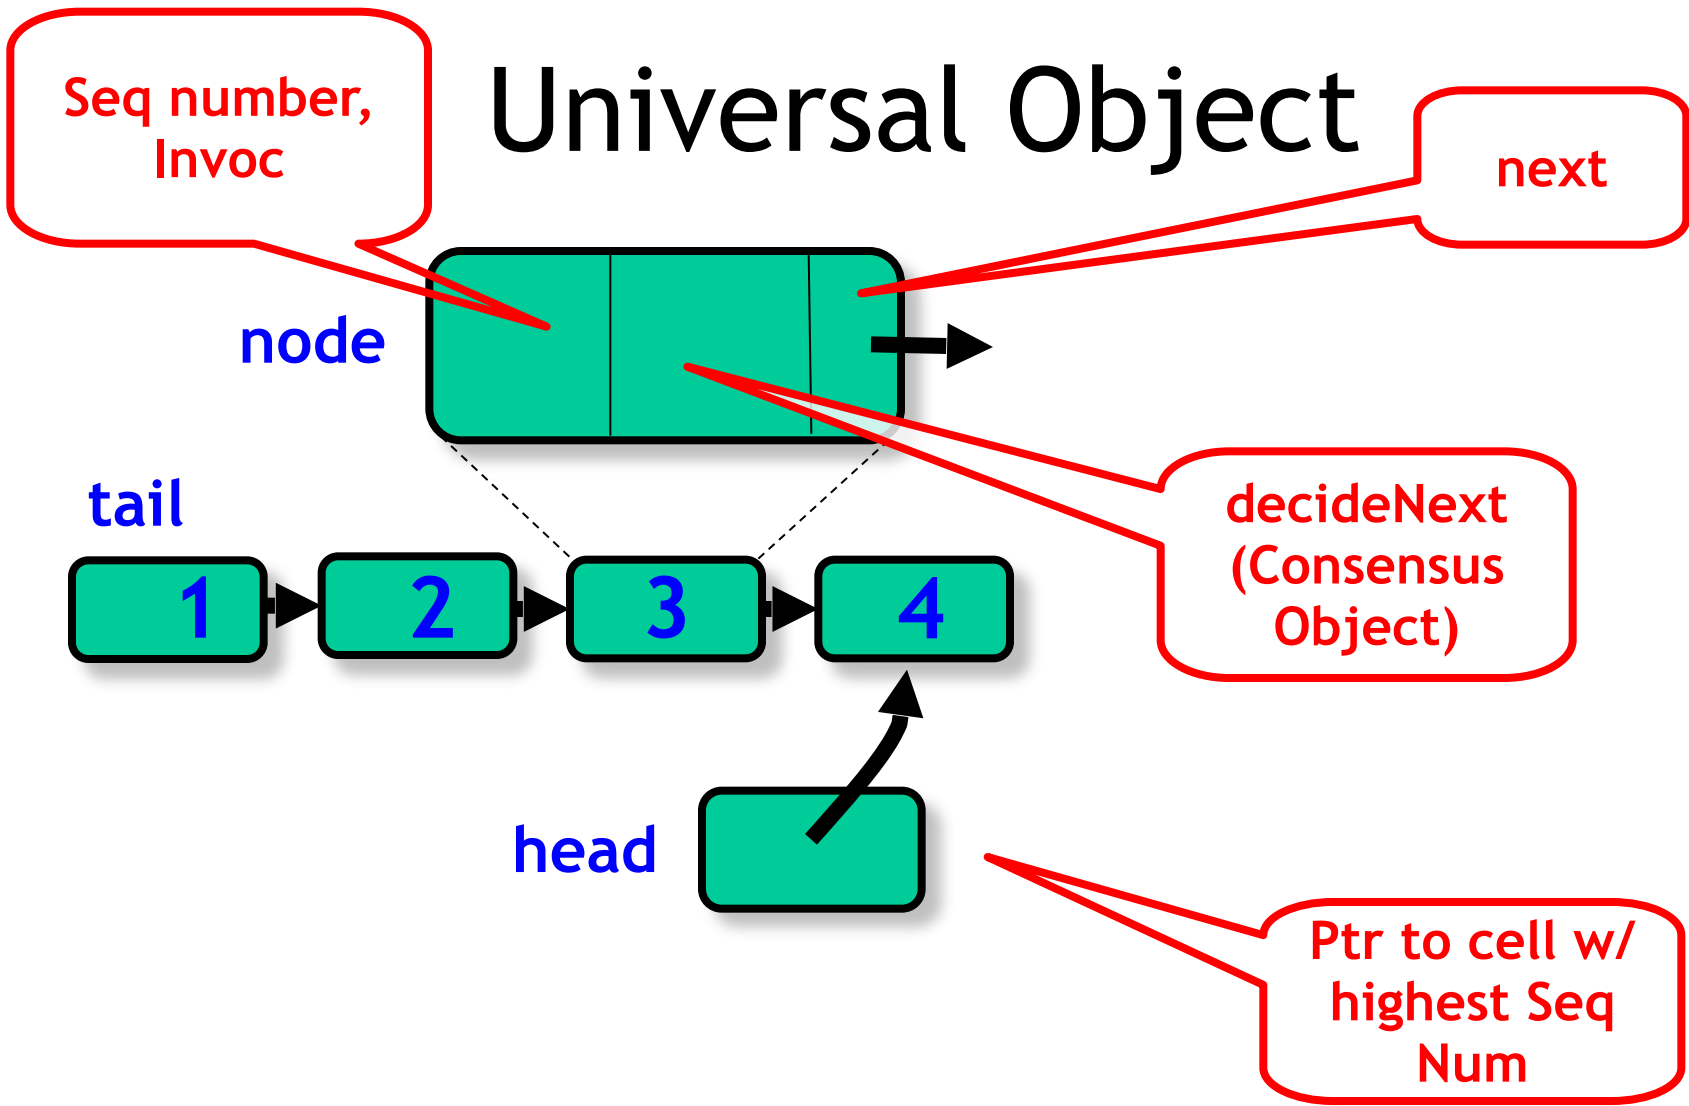 Universal Object
Seq number,
Invoc
next
node
decideNext
(Consensus
Object)
tail
1
2
3
4
head
Ptr to cell w/
highest Seq
Num